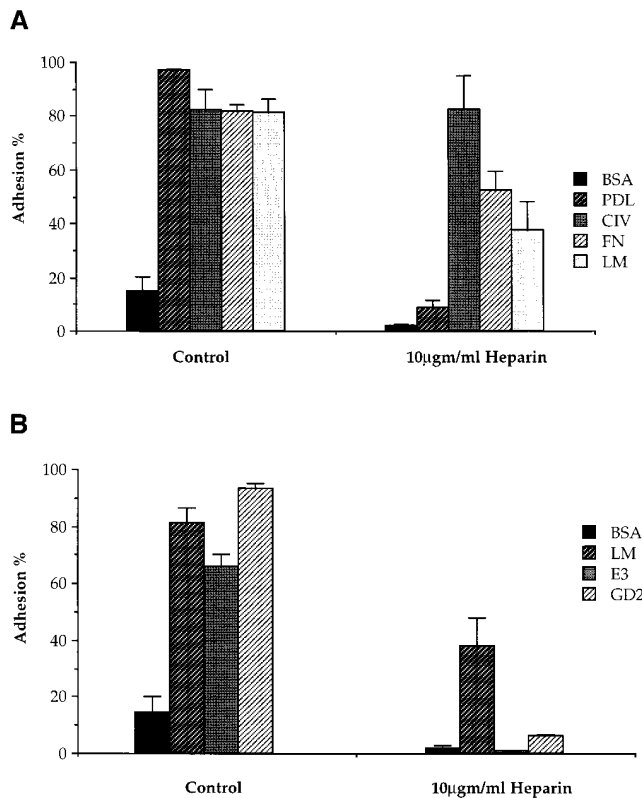 A
100
80
60
40
20
0
Adhesion %
Control
10µgm/ml Heparin
BSA
PDL
CIV
FN
LM
B
100
80
60
40
20
0
Adhesion %
Control
10µgm/ml Heparin
BSA
LM
E3
GD2